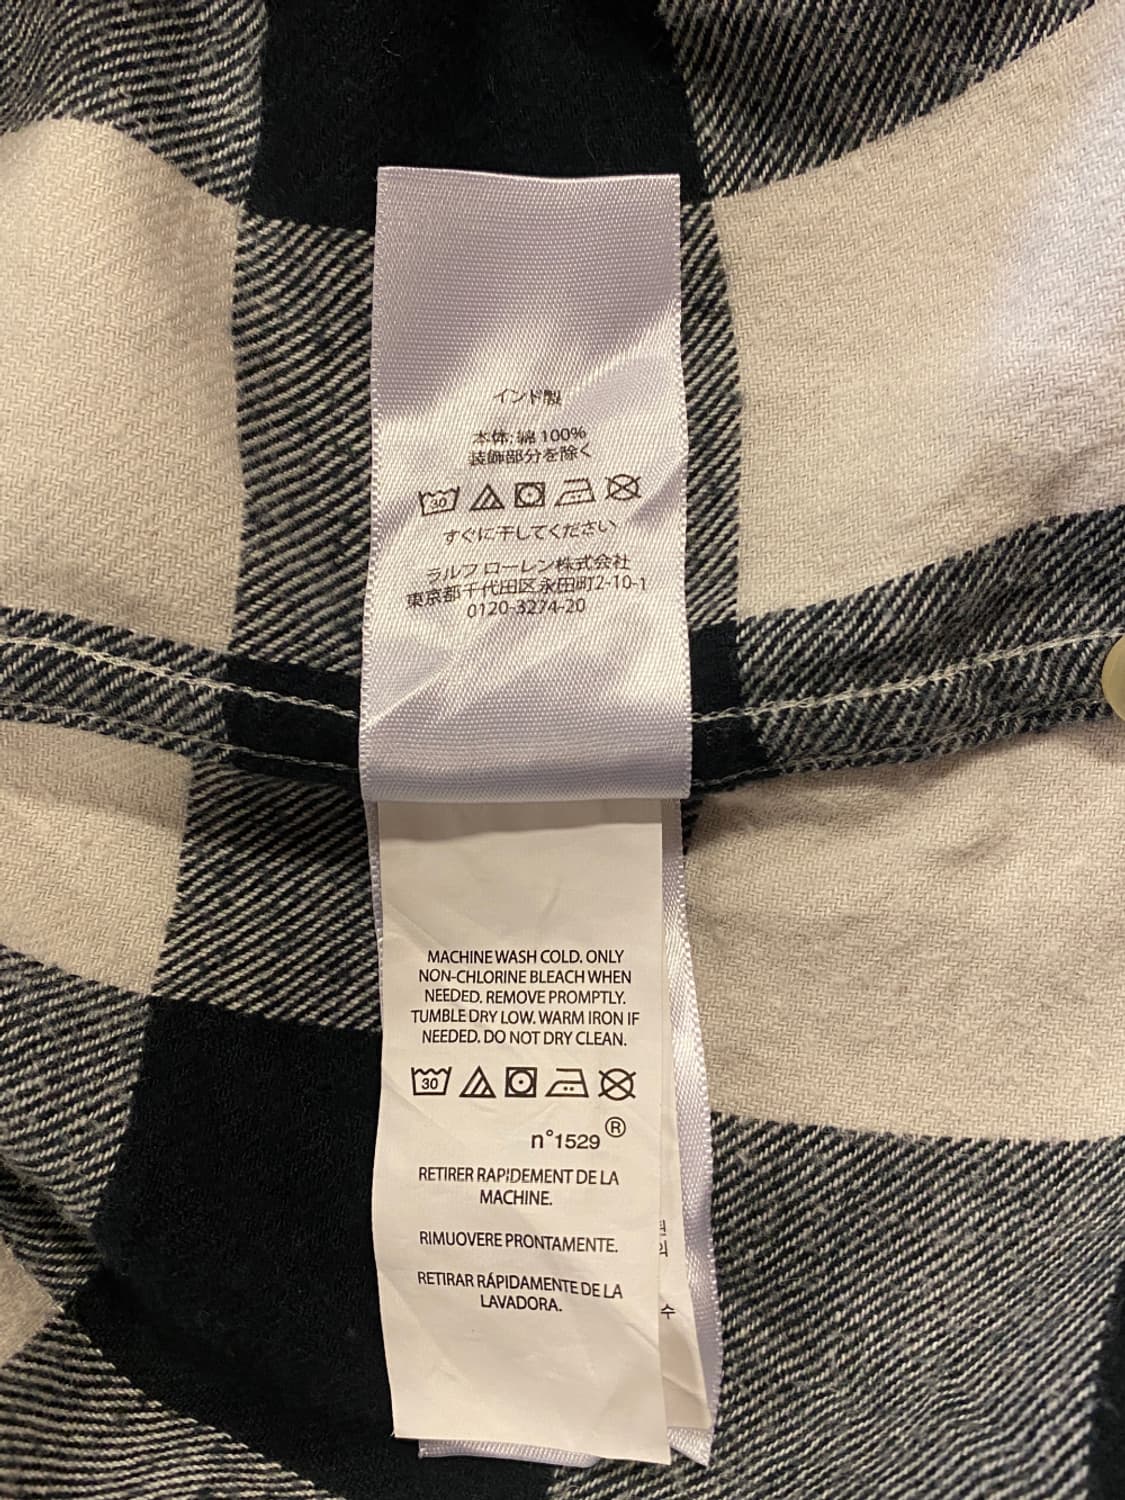 インド製
本体: 綿 100%
装飾部分を除く
30
すぐに干してください
ラルフ ローレン株式会社
東京都千代田区永田町2-10-1
0120-3274-20
MACHINE WASH COLD. ONLY
NON-CHLORINE BLEACH WHEN
NEEDED. REMOVE PROMPTLY.
TUMBLE DRY LOW. WARM IRON IF
NEEDED. DO NOT DRY CLEAN.
30
n°1529 ®
RETIRER RAPIDEMENT DE LA
MACHINE.
RIMUOVERE PRONTAMENTE.
RETIRAR RÁPIDAMENTE DE LA
LAVADORA.
수